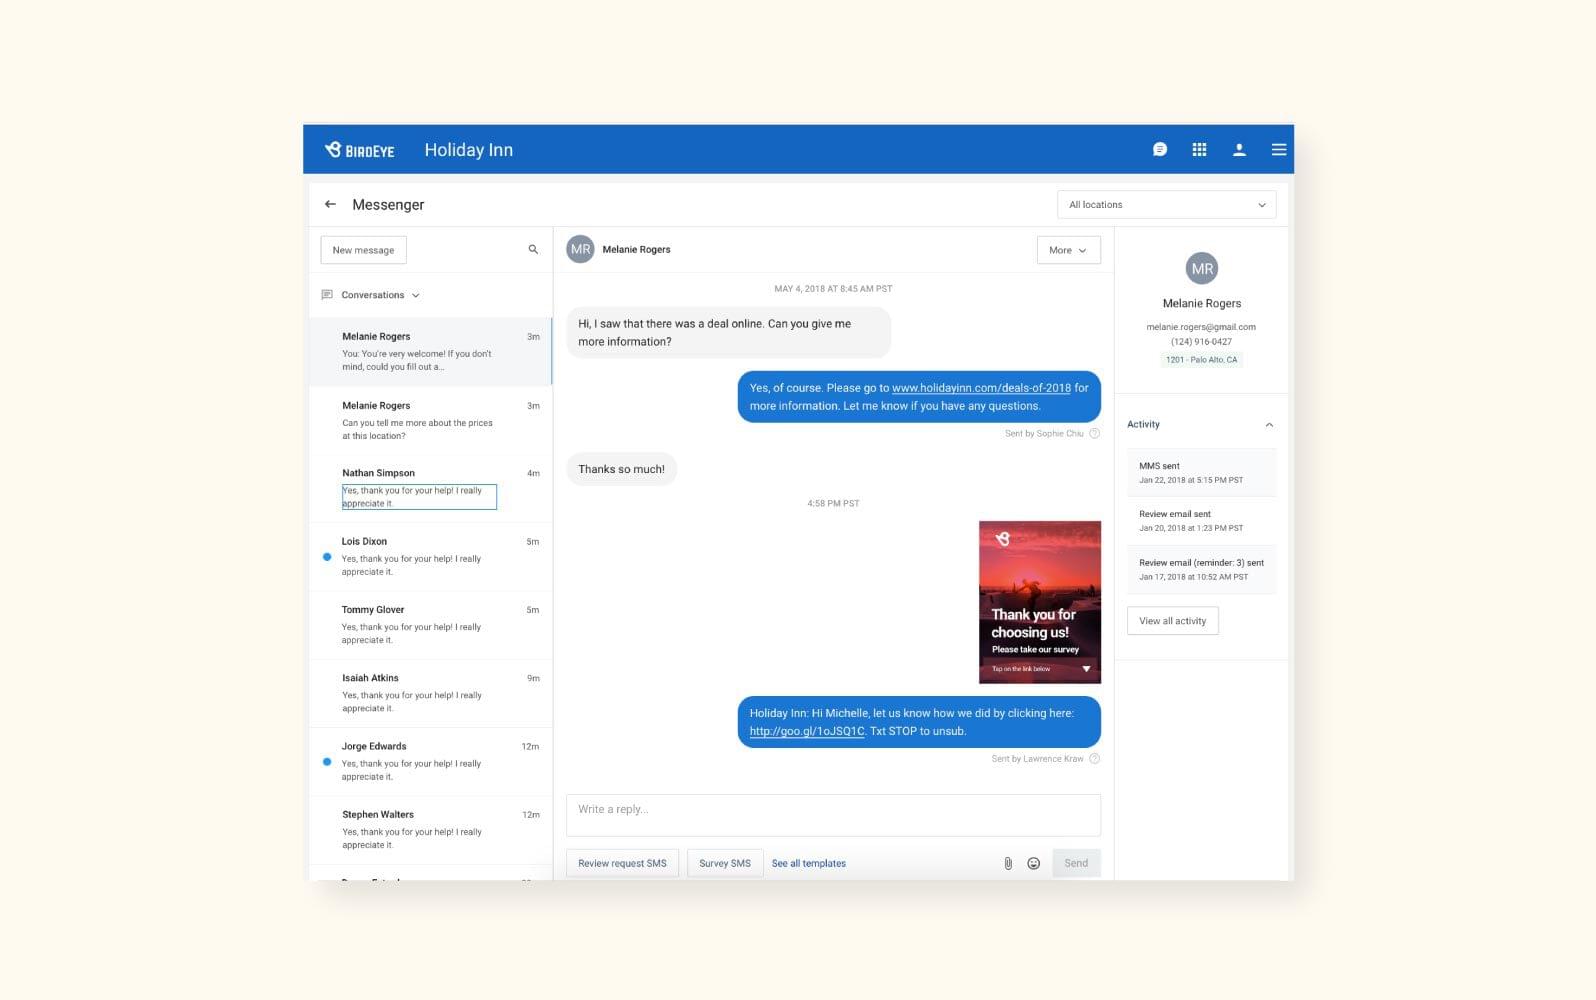 BIRDEYE
Holiday Inn
Messenger
All locations
New message
Conversations
Melanie Rogers
3m
You: You're very welcome! If you don't
mind, could you fill out a...
Melanie Rogers
3m
Can you tell me more about the prices
at this location?
Nathan Simpson
4m
Yes, thank you for your help! I really
appreciate it.
Lois Dixon
5m
Yes, thank you for your help! I really
appreciate it.
Tommy Glover
5m
Yes, thank you for your help! I really
appreciate it.
Isaiah Atkins
9m
Yes, thank you for your help! I really
appreciate it.
Jorge Edwards
12m
Yes, thank you for your help! I really
appreciate it.
Stephen Walters
12m
Yes, thank you for your help! I really
appreciate it.
MR
Melanie Rogers
More
MAY 4, 2018 AT 8:45 AM PST
Hi, I saw that there was a deal online. Can you give me
more information?
Yes, of course. Please go to www.holidayinn.com/deals-of-2018 for
more information. Let me know if you have any questions.
Sent by Sophie Chiu
Thanks so much!
4:58 PM PST
Thank you for
choosing us!
Please take our survey
Tap on the link below
Holiday Inn: Hi Michelle, let us know how we did by clicking here:
http://goo.gl/1oJSQ1C. Txt STOP to unsub.
Sent by Lawrence Kraw
Write a reply...
Review request SMS
Survey SMS
See all templates
Send
MR
Melanie Rogers
melanie.rogers@gmail.com
(124) 916-0427
1201 - Palo Alto, CA
Activity
MMS sent
Jan 22, 2018 at 5:15 PM PST
Review email sent
Jan 20, 2018 at 1:23 PM PST
Review email (reminder: 3) sent
Jan 17, 2018 at 10:52 AM PST
View all activity